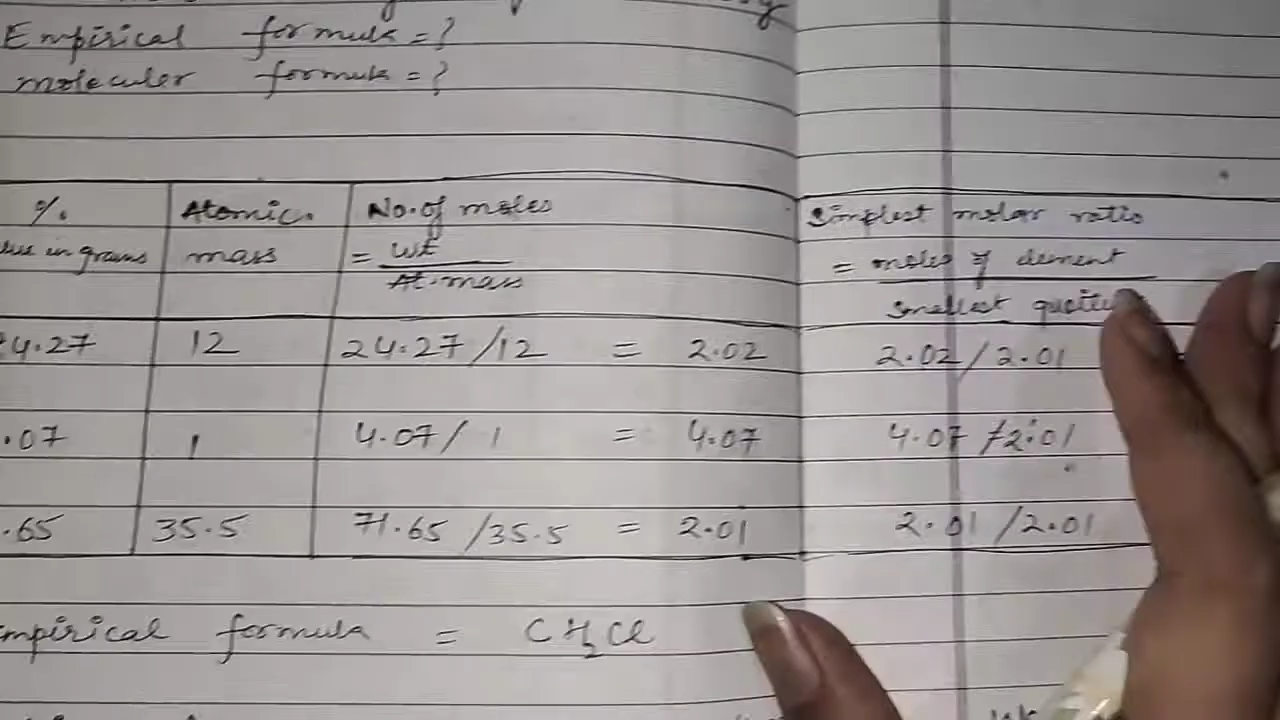 Empirical formula = ?
molecular formula = ?
%. Atomic No. of moles Simplest molar ratio
in grams mass = wt = moles of element
At. mass Smallest
4.27 12 24.27/12 = 2.02 2.02/2.01
.07 1 4.07/1 = 4.07 4.07/2.01
.65 35.5 71.65/35.5 = 2.01 2.01/2.01
mpirical formula = CH₂Cl